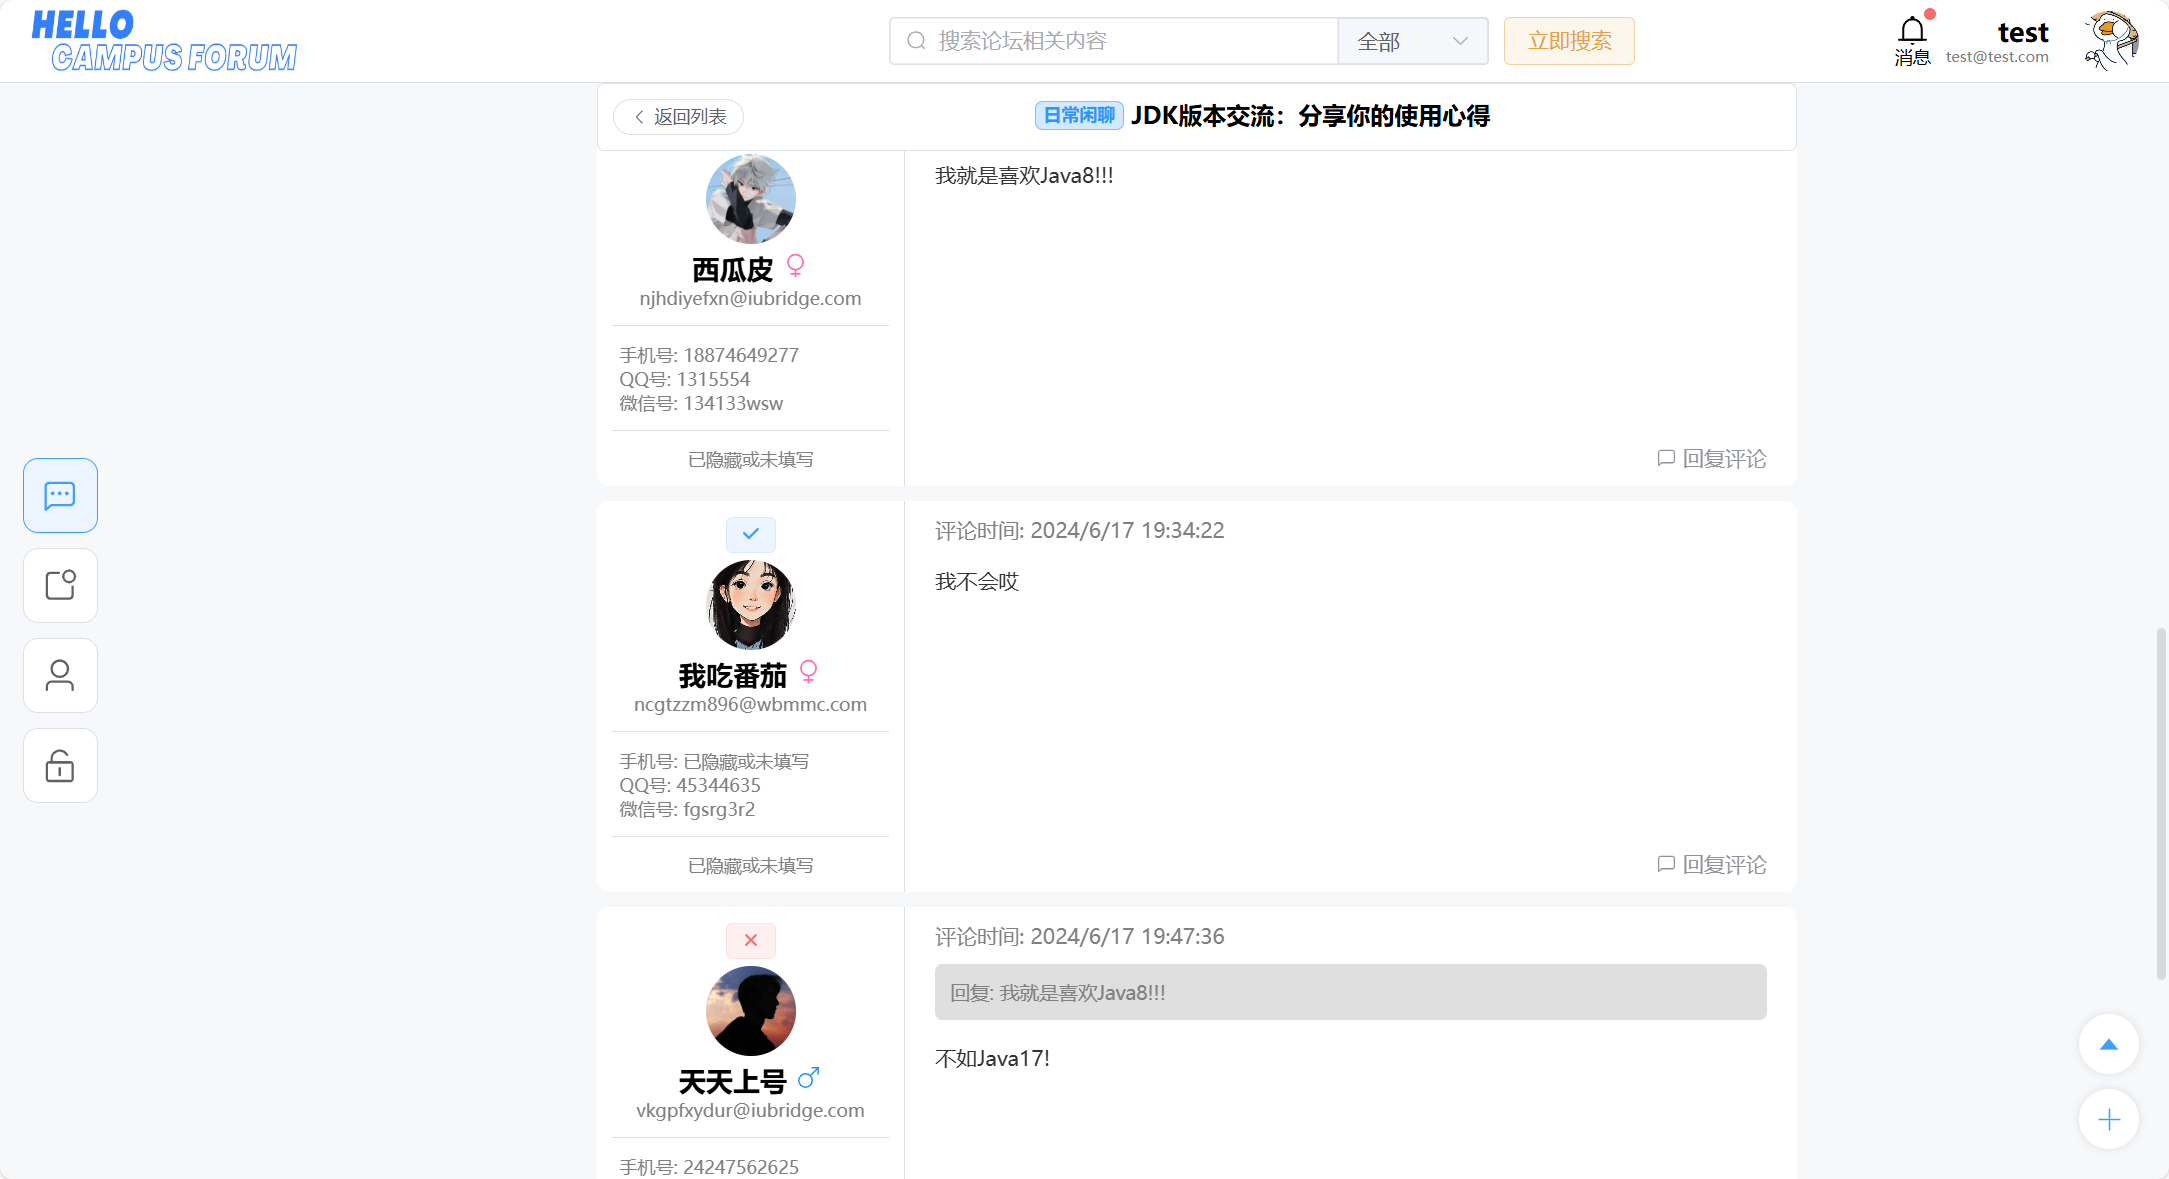 HELLO
CAMPUS FORUM
搜索论坛相关内容
全部
立即搜索
消息
test
test@test.com
返回列表
日常闲聊 JDK版本交流：分享你的使用心得
我就是喜欢Java8!!!
西瓜皮
njhdiyefxn@iubridge.com
手机号: 18874649277
QQ号: 1315554
微信号: 134133wsw
已隐藏或未填写
回复评论
评论时间: 2024/6/17 19:34:22
我不会哎
我吃番茄
ncgtzzm896@wbmmc.com
手机号: 已隐藏或未填写
QQ号: 45344635
微信号: fgsrg3r2
已隐藏或未填写
回复评论
评论时间: 2024/6/17 19:47:36
回复: 我就是喜欢Java8!!!
不如Java17!
天天上号
vkgpfxydur@iubridge.com
手机号: 24247562625